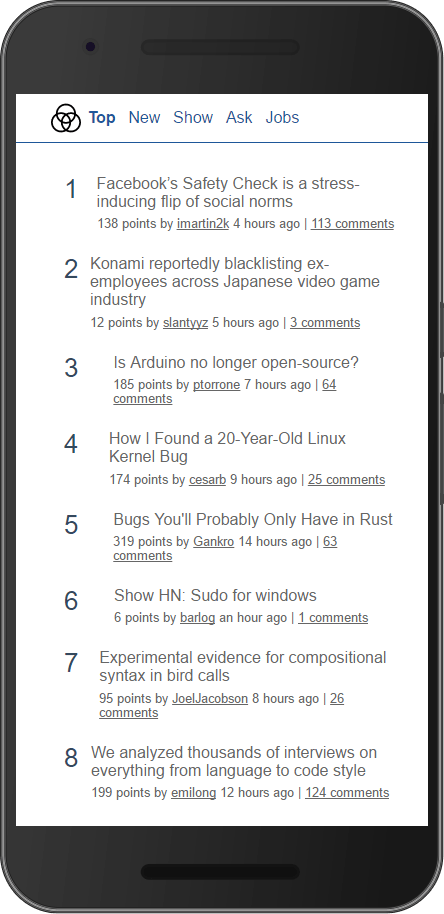 Top New Show Ask Jobs
1 Facebook's Safety Check is a stress-
inducing flip of social norms
138 points by imartin2k 4 hours ago | 113 comments
2 Konami reportedly blacklisting ex-
employees across Japanese video game
industry
12 points by slantyyz 5 hours ago | 3 comments
3 Is Arduino no longer open-source?
185 points by ptorrone 7 hours ago | 64
comments
4 How I Found a 20-Year-Old Linux
Kernel Bug
174 points by cesarb 9 hours ago | 25 comments
5 Bugs You'll Probably Only Have in Rust
319 points by Gankro 14 hours ago | 63
comments
6 Show HN: Sudo for windows
6 points by barlog an hour ago | 1 comments
7 Experimental evidence for compositional
syntax in bird calls
95 points by JoelJacobson 8 hours ago | 26
comments
8 We analyzed thousands of interviews on
everything from language to code style
199 points by emilong 12 hours ago | 124 comments